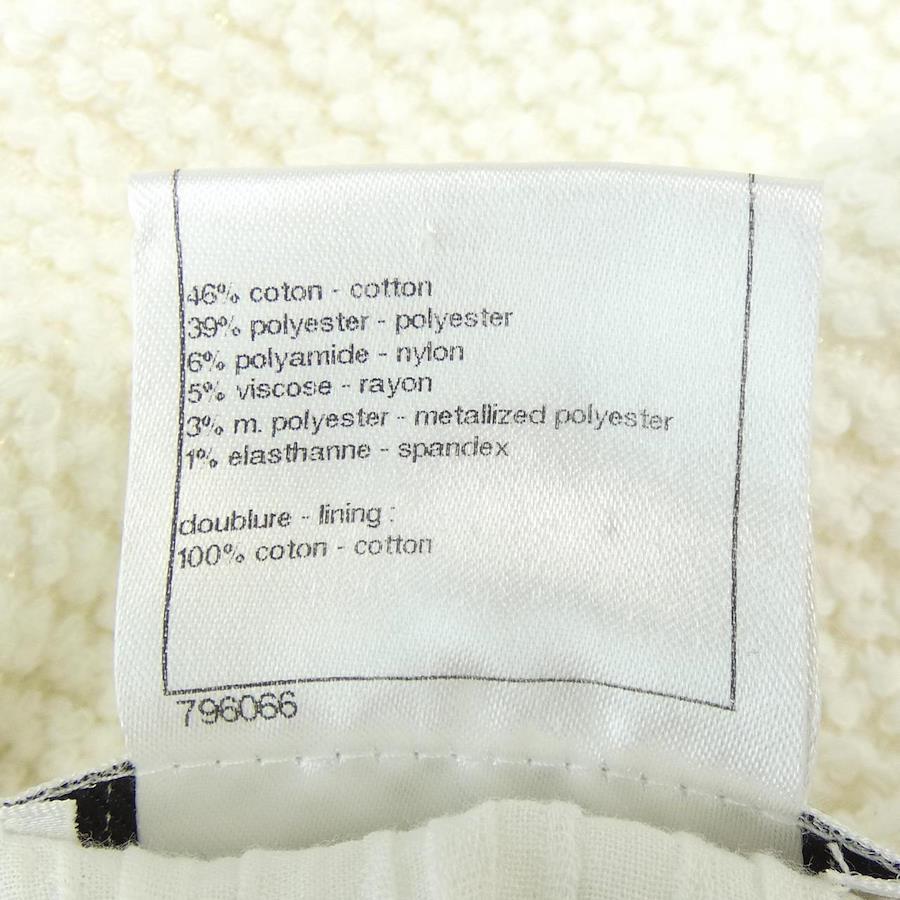 46% coton - cotton
39% polyester - polyester
6% polyamide - nylon
5% viscose - rayon
3% m. polyester - metallized polyester
1% elasthanne - spandex
doublure - lining :
100% coton - cotton
796066